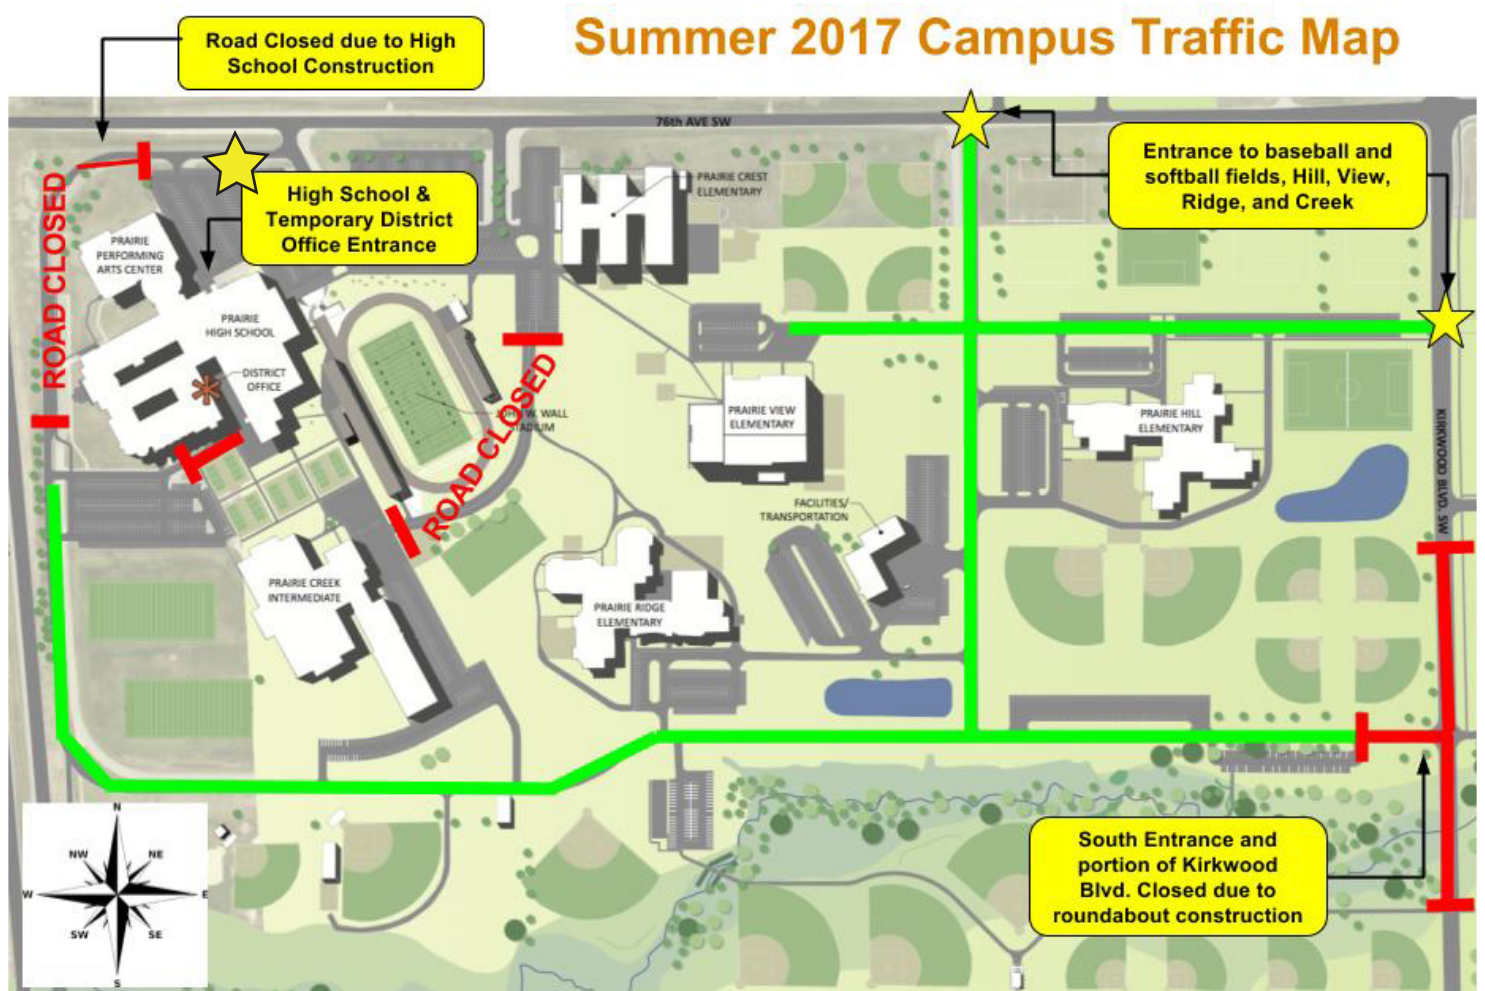 Summer 2017 Campus Traffic Map
Road Closed due to High
School Construction
76th AVE SW
Entrance to baseball and
softball fields, Hill, View,
Ridge, and Creek
High School &
Temporary District
Office Entrance
ROAD CLOSED
PRAIRIE CREST
ELEMENTARY
PRAIRIE
PERFORMING
ARTS CENTER
PRAIRIE
HIGH SCHOOL
DISTRICT
OFFICE
JOHN W. WALL
STADIUM
ROAD CLOSED
PRAIRIE VIEW
ELEMENTARY
PRAIRIE HILL
ELEMENTARY
KIRKWOOD BLVD. SW
FACILITIES/
TRANSPORTATION
PRAIRIE CREEK
INTERMEDIATE
PRAIRIE RIDGE
ELEMENTARY
South Entrance and
portion of Kirkwood
Blvd. Closed due to
roundabout construction
N
NW
NE
W
E
SW
SE
S